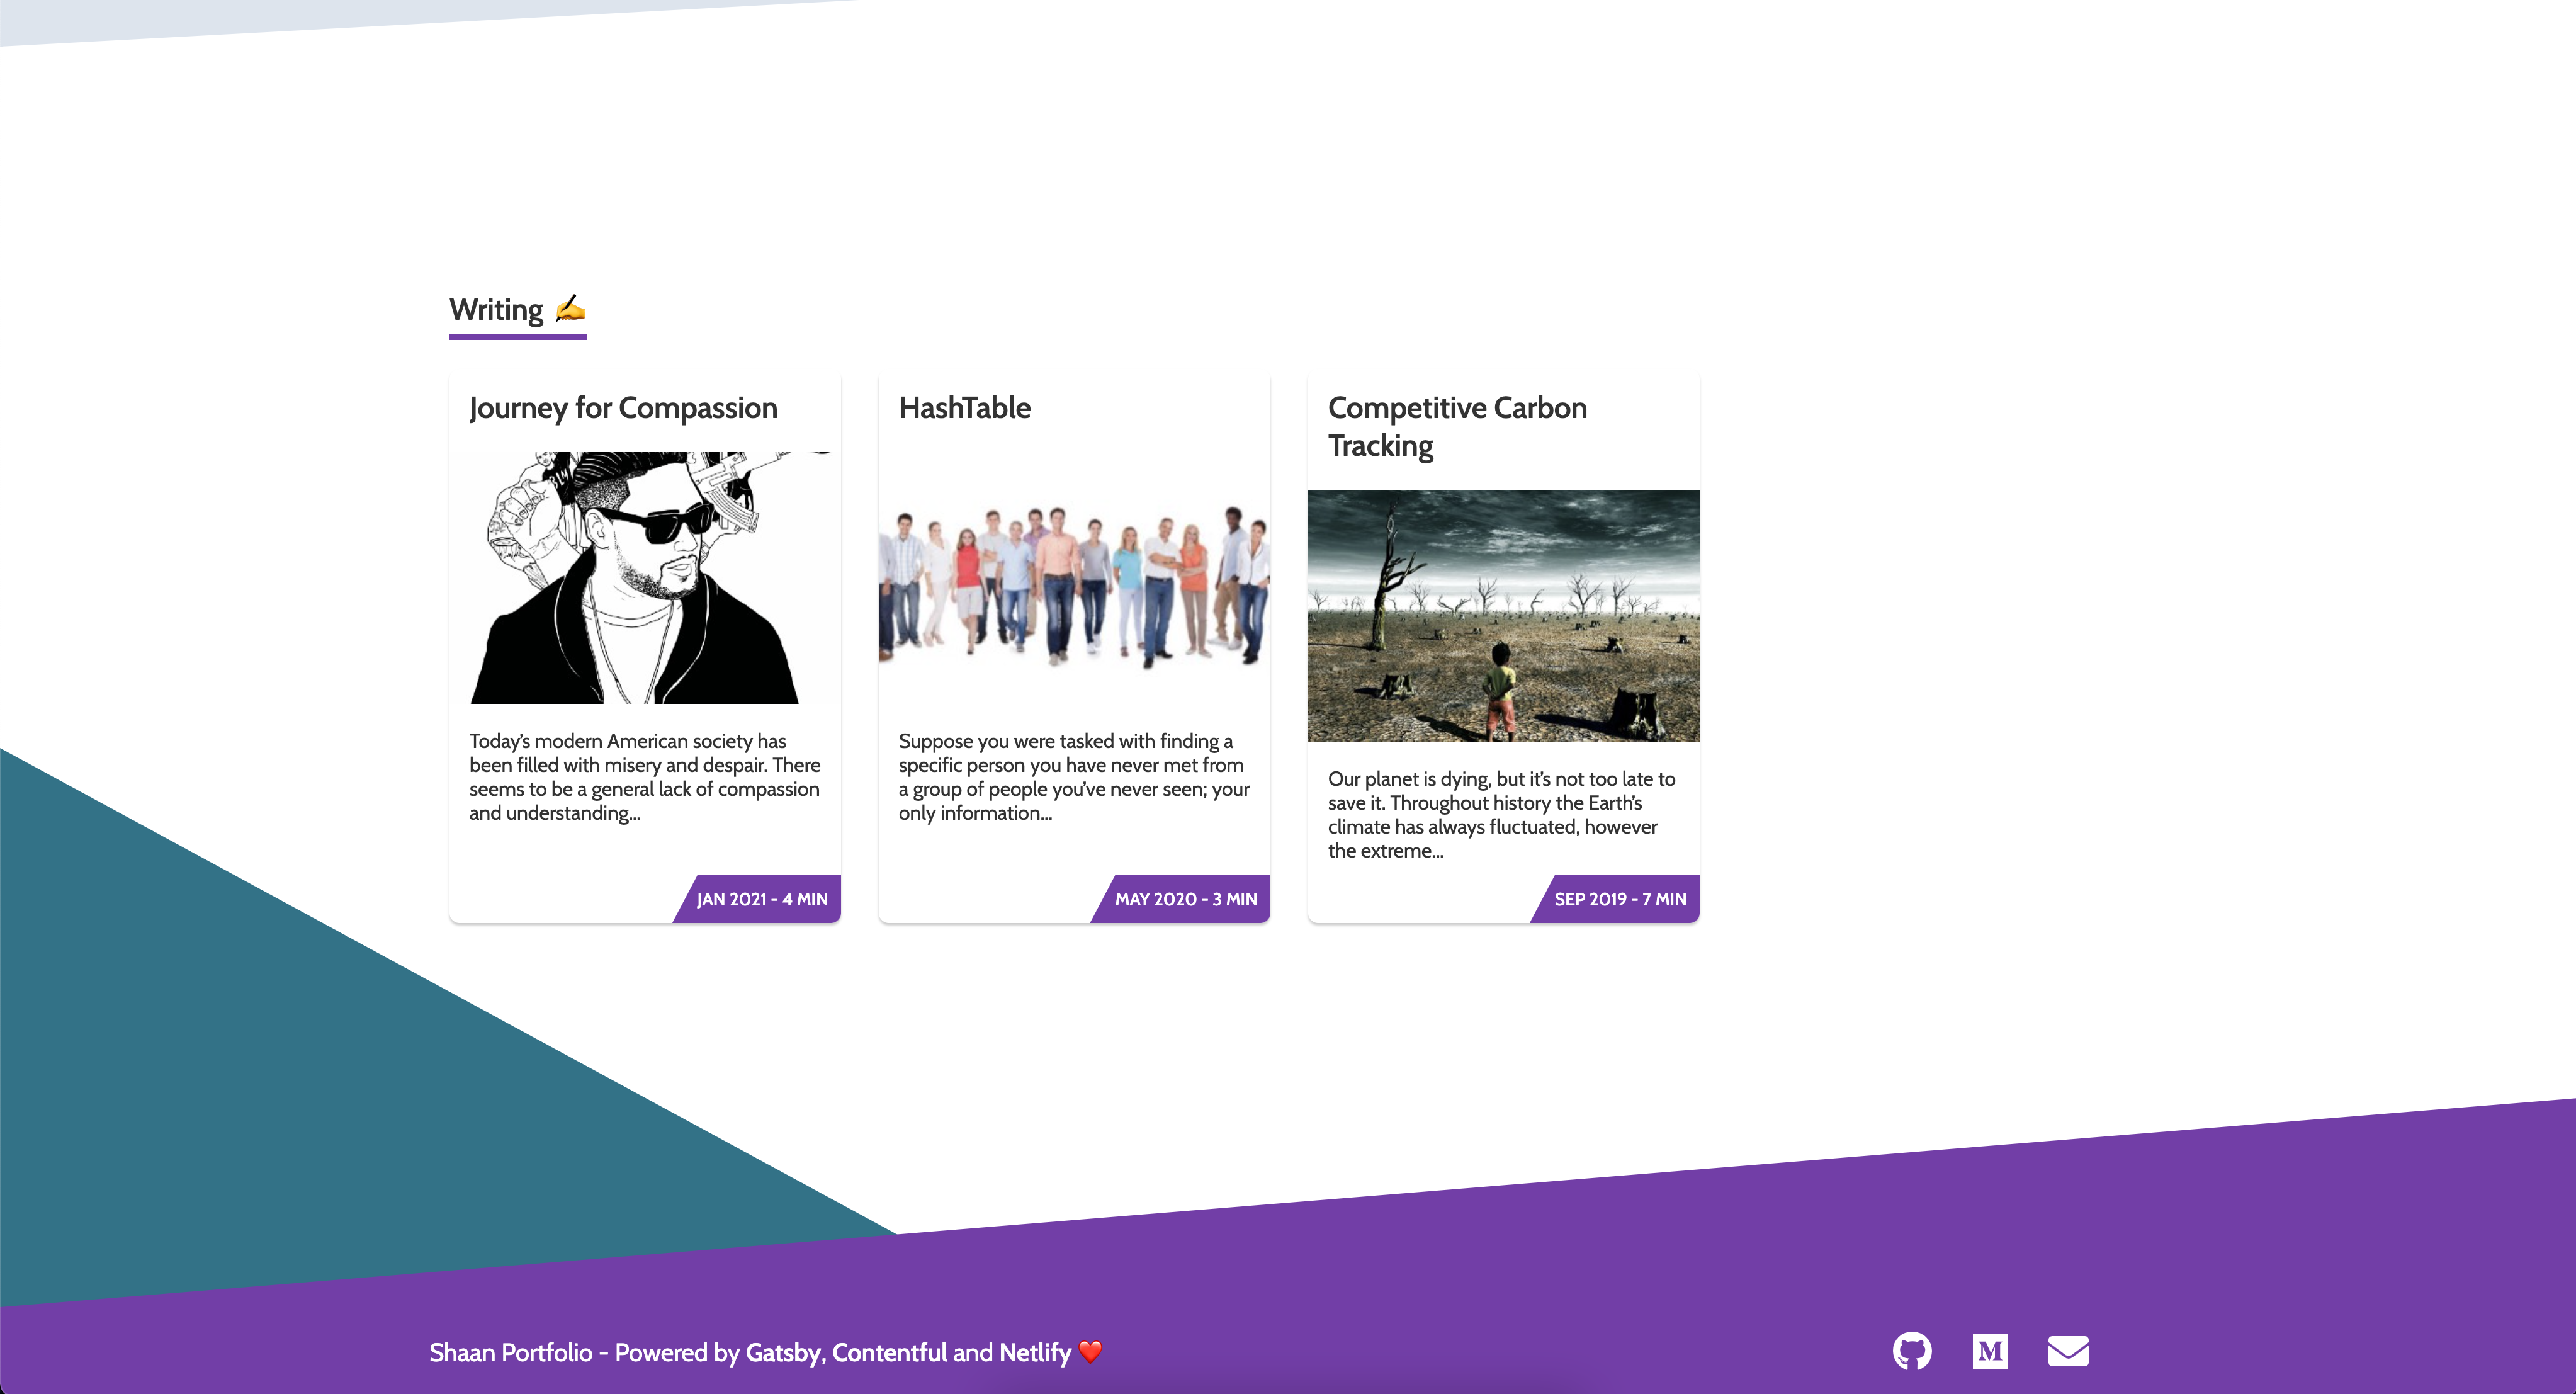 Writing ✍️
Journey for Compassion
Today's modern American society has
been filled with misery and despair. There
seems to be a general lack of compassion
and understanding...
JAN 2021 - 4 MIN
HashTable
Suppose you were tasked with finding a
specific person you have never met from
a group of people you've never seen; your
only information...
MAY 2020 - 3 MIN
Competitive Carbon
Tracking
Our planet is dying, but it's not too late to
save it. Throughout history the Earth's
climate has always fluctuated, however
the extreme...
SEP 2019 - 7 MIN
Shaan Portfolio - Powered by Gatsby, Contentful and Netlify ❤️
M